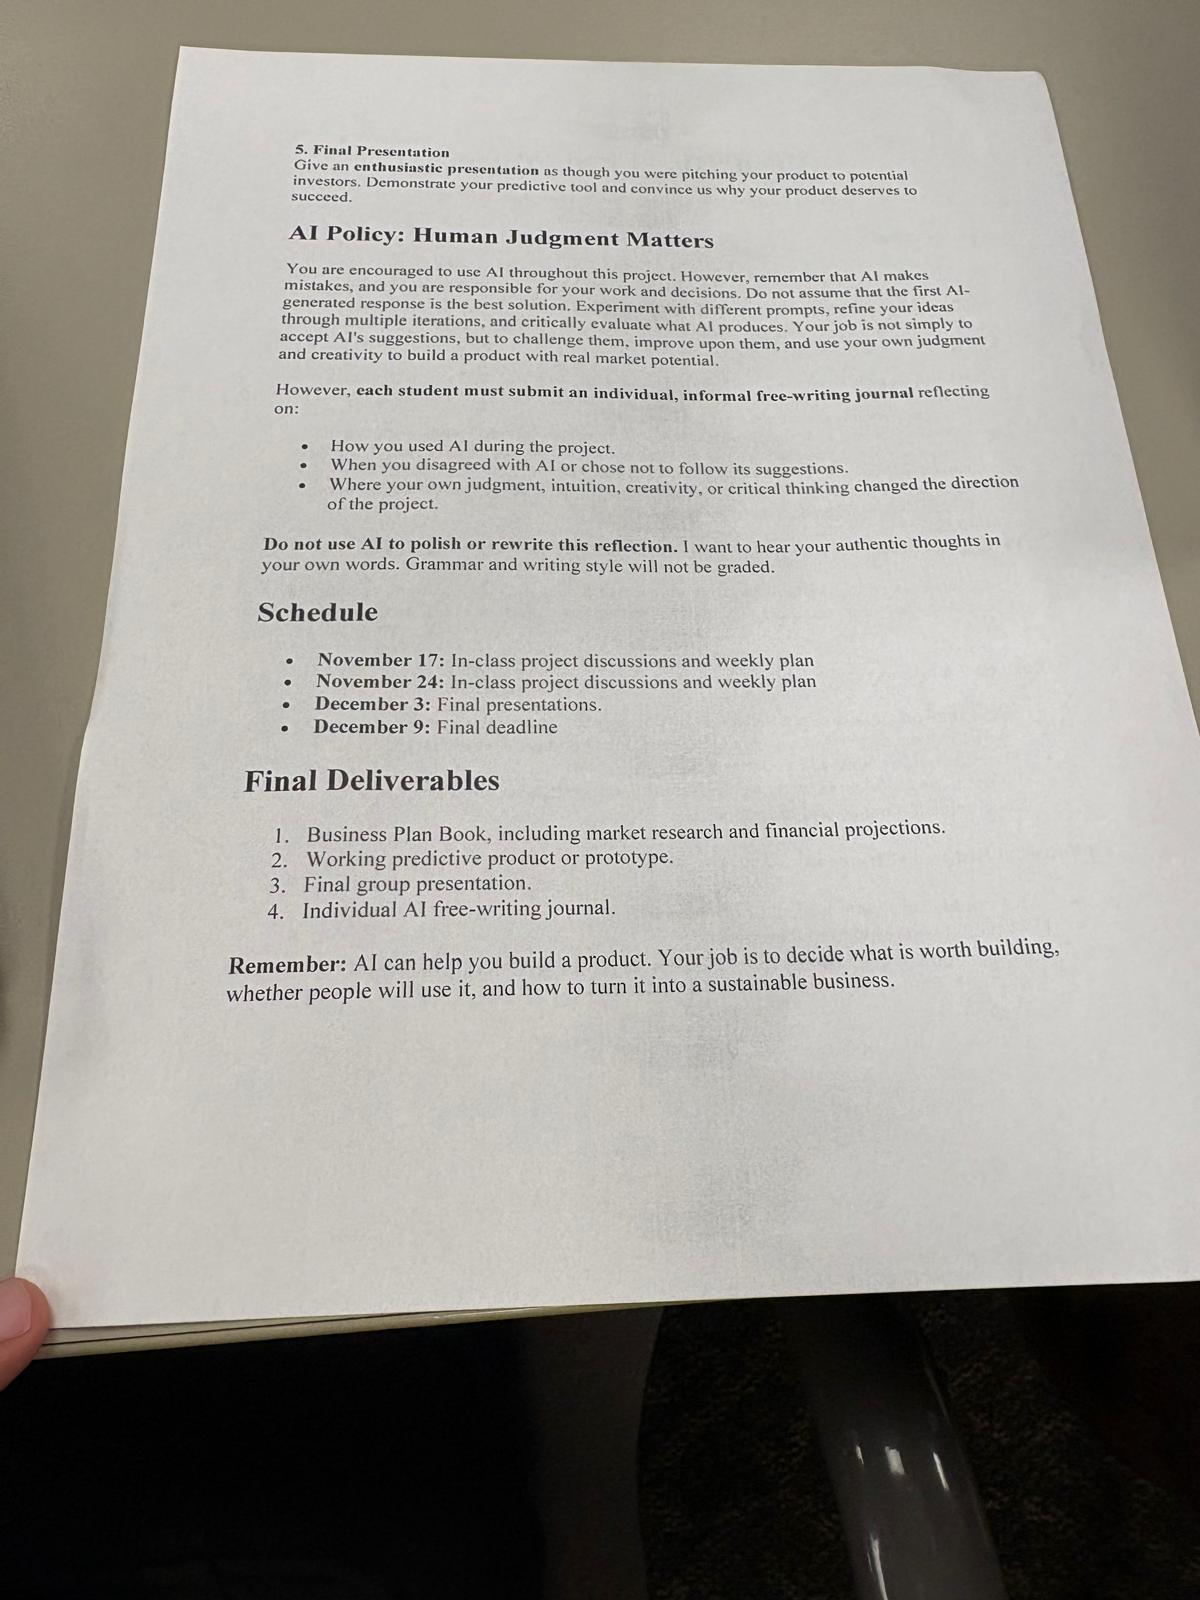 5. Final Presentation
Give an enthusiastic presentation as though you were pitching your product to potential
investors. Demonstrate your predictive tool and convince us why your product deserves to
succeed.
AI Policy: Human Judgment Matters
You are encouraged to use AI throughout this project. However, remember that AI makes
mistakes, and you are responsible for your work and decisions. Do not assume that the first AI-
generated response is the best solution. Experiment with different prompts, refine your ideas
through multiple iterations, and critically evaluate what AI produces. Your job is not simply to
accept AI's suggestions, but to challenge them, improve upon them, and use your own judgment
and creativity to build a product with real market potential.
However, each student must submit an individual, informal free-writing journal reflecting
on:
• How you used AI during the project.
• When you disagreed with AI or chose not to follow its suggestions.
• Where your own judgment, intuition, creativity, or critical thinking changed the direction
of the project.
Do not use AI to polish or rewrite this reflection. I want to hear your authentic thoughts in
your own words. Grammar and writing style will not be graded.
Schedule
• November 17: In-class project discussions and weekly plan
• November 24: In-class project discussions and weekly plan
• December 3: Final presentations.
• December 9: Final deadline
Final Deliverables
1. Business Plan Book, including market research and financial projections.
2. Working predictive product or prototype.
3. Final group presentation.
4. Individual AI free-writing journal.
Remember: AI can help you build a product. Your job is to decide what is worth building,
whether people will use it, and how to turn it into a sustainable business.